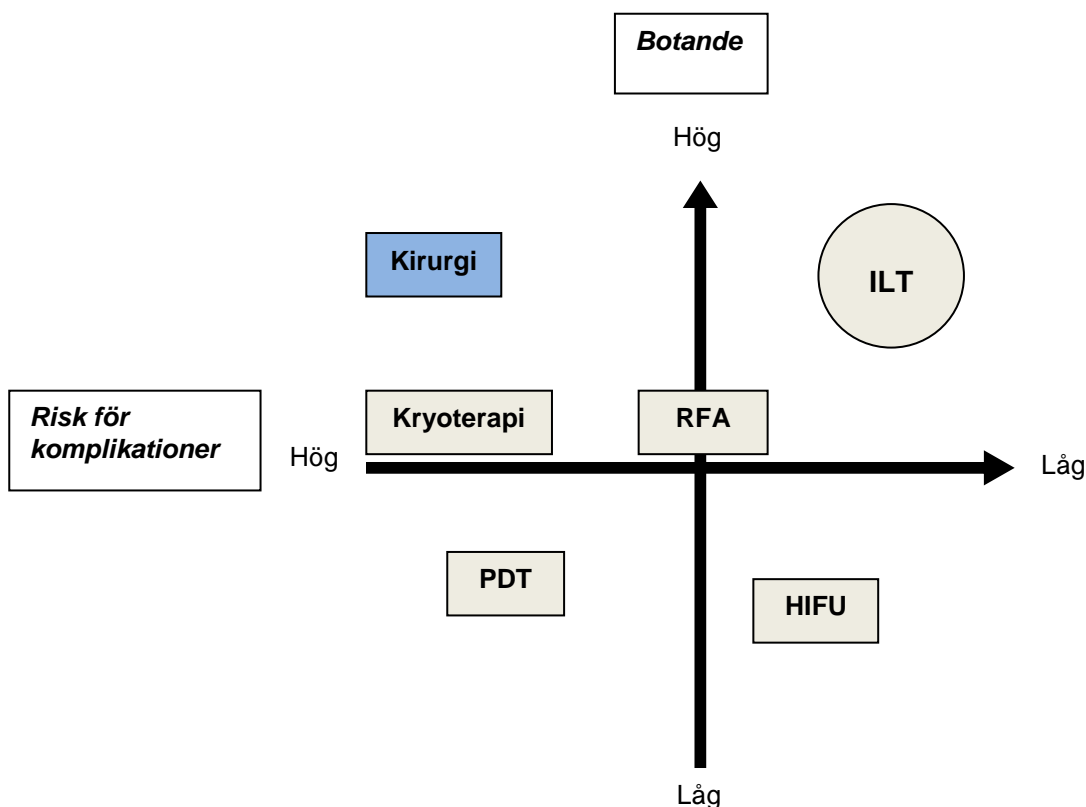 Botande
Hög
Kirurgi
ILT
Risk för
komplikationer
Hög
Kryoterapi
RFA
Låg
PDT
HIFU
Låg